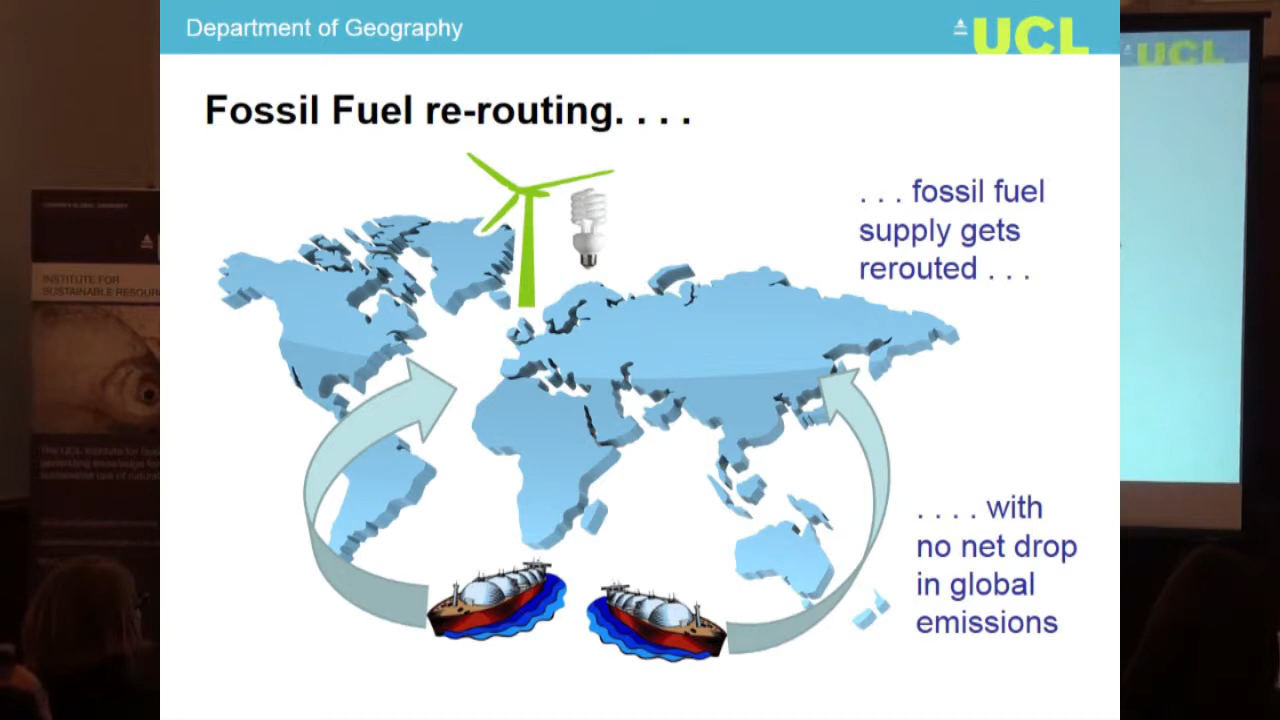 Department of Geography
UCL
Fossil Fuel re-routing. . . .
. . . fossil fuel
supply gets
rerouted . . .
. . . . with
no net drop
in global
emissions
UCL
INSTITUTE FOR
SUSTAINABLE RESOUR